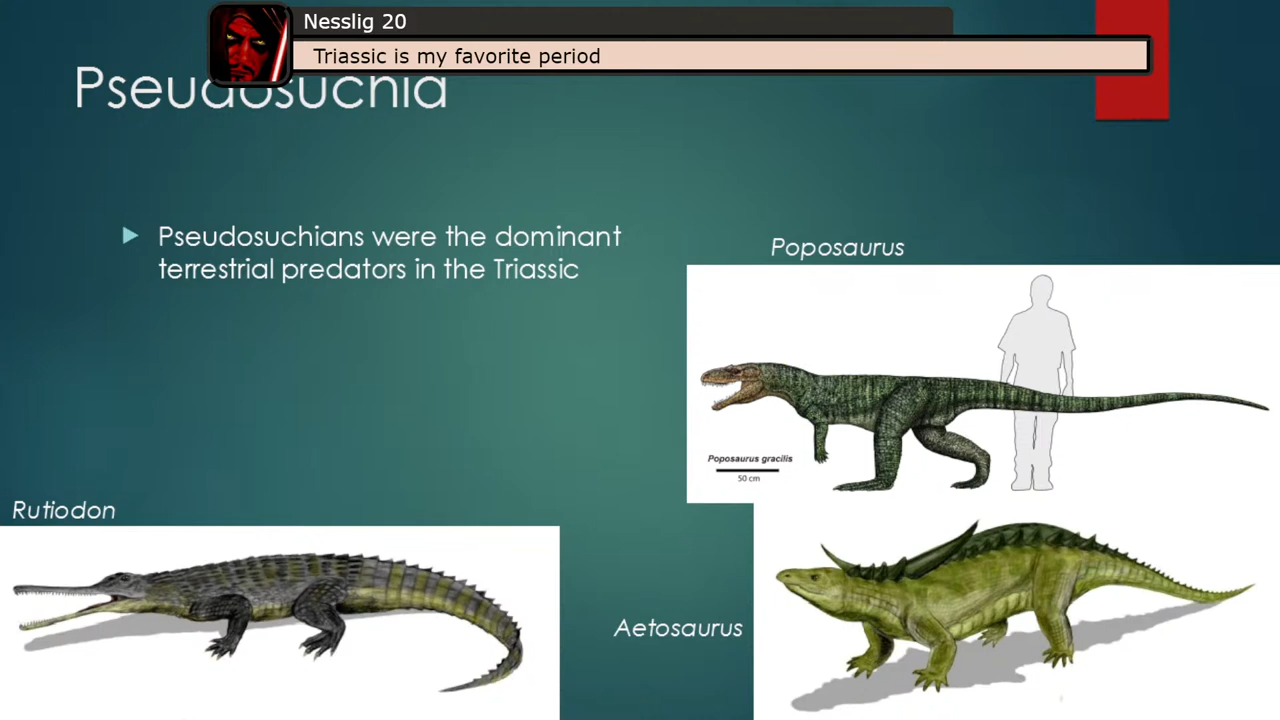 Nesslig 20
Triassic is my favorite period
Pseudosuchia
Pseudosuchians were the dominant
terrestrial predators in the Triassic
Poposaurus
Poposaurus gracilis
50 cm
Rutiodon
Aetosaurus